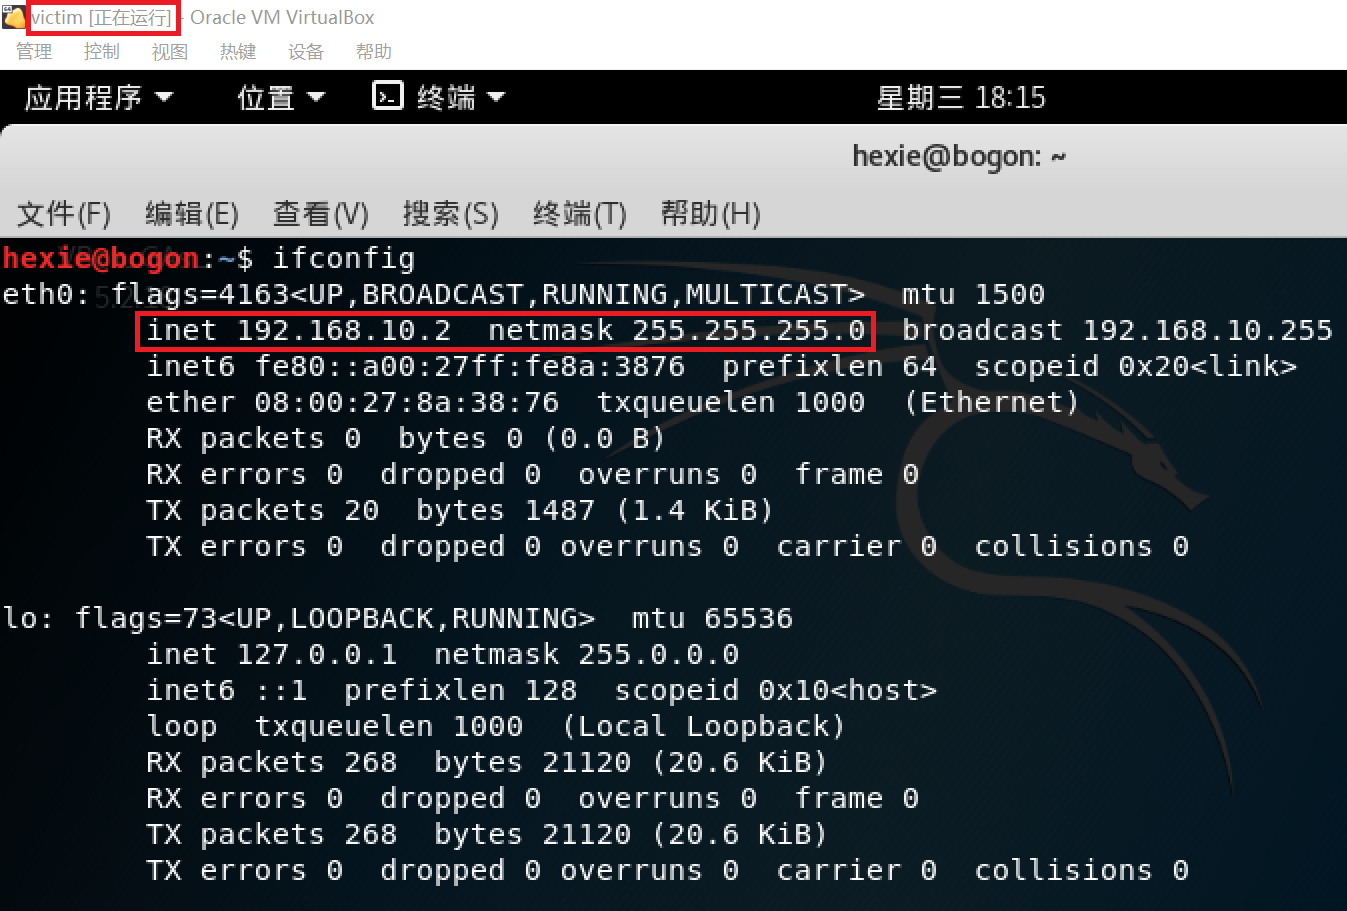 victim [正在运行] - Oracle VM VirtualBox
管理 控制 视图 热键 设备 帮助
应用程序 位置 终端 星期三 18:15
hexie@bogon: ~
文件(F) 编辑(E) 查看(V) 搜索(S) 终端(T) 帮助(H)
hexie@bogon:~$ ifconfig
eth0: flags=4163<UP,BROADCAST,RUNNING,MULTICAST>  mtu 1500
        inet 192.168.10.2  netmask 255.255.255.0  broadcast 192.168.10.255
        inet6 fe80::a00:27ff:fe8a:3876  prefixlen 64  scopeid 0x20<link>
        ether 08:00:27:8a:38:76  txqueuelen 1000  (Ethernet)
        RX packets 0  bytes 0 (0.0 B)
        RX errors 0  dropped 0  overruns 0  frame 0
        TX packets 20  bytes 1487 (1.4 KiB)
        TX errors 0  dropped 0 overruns 0  carrier 0  collisions 0
lo: flags=73<UP,LOOPBACK,RUNNING>  mtu 65536
        inet 127.0.0.1  netmask 255.0.0.0
        inet6 ::1  prefixlen 128  scopeid 0x10<host>
        loop  txqueuelen 1000  (Local Loopback)
        RX packets 268  bytes 21120 (20.6 KiB)
        RX errors 0  dropped 0  overruns 0  frame 0
        TX packets 268  bytes 21120 (20.6 KiB)
        TX errors 0  dropped 0 overruns 0  carrier 0  collisions 0